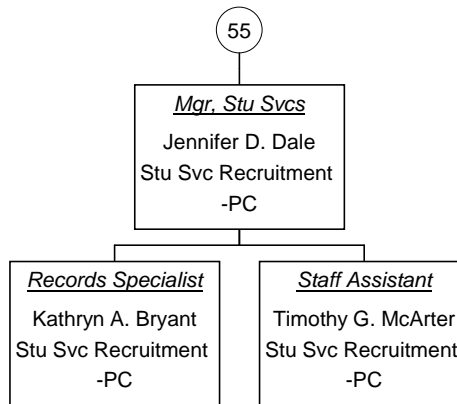 55
Mgr, Stu Svcs
Jennifer D. Dale
Stu Svc Recruitment
-PC
Records Specialist
Kathryn A. Bryant
Stu Svc Recruitment
-PC
Staff Assistant
Timothy G. McArter
Stu Svc Recruitment
-PC